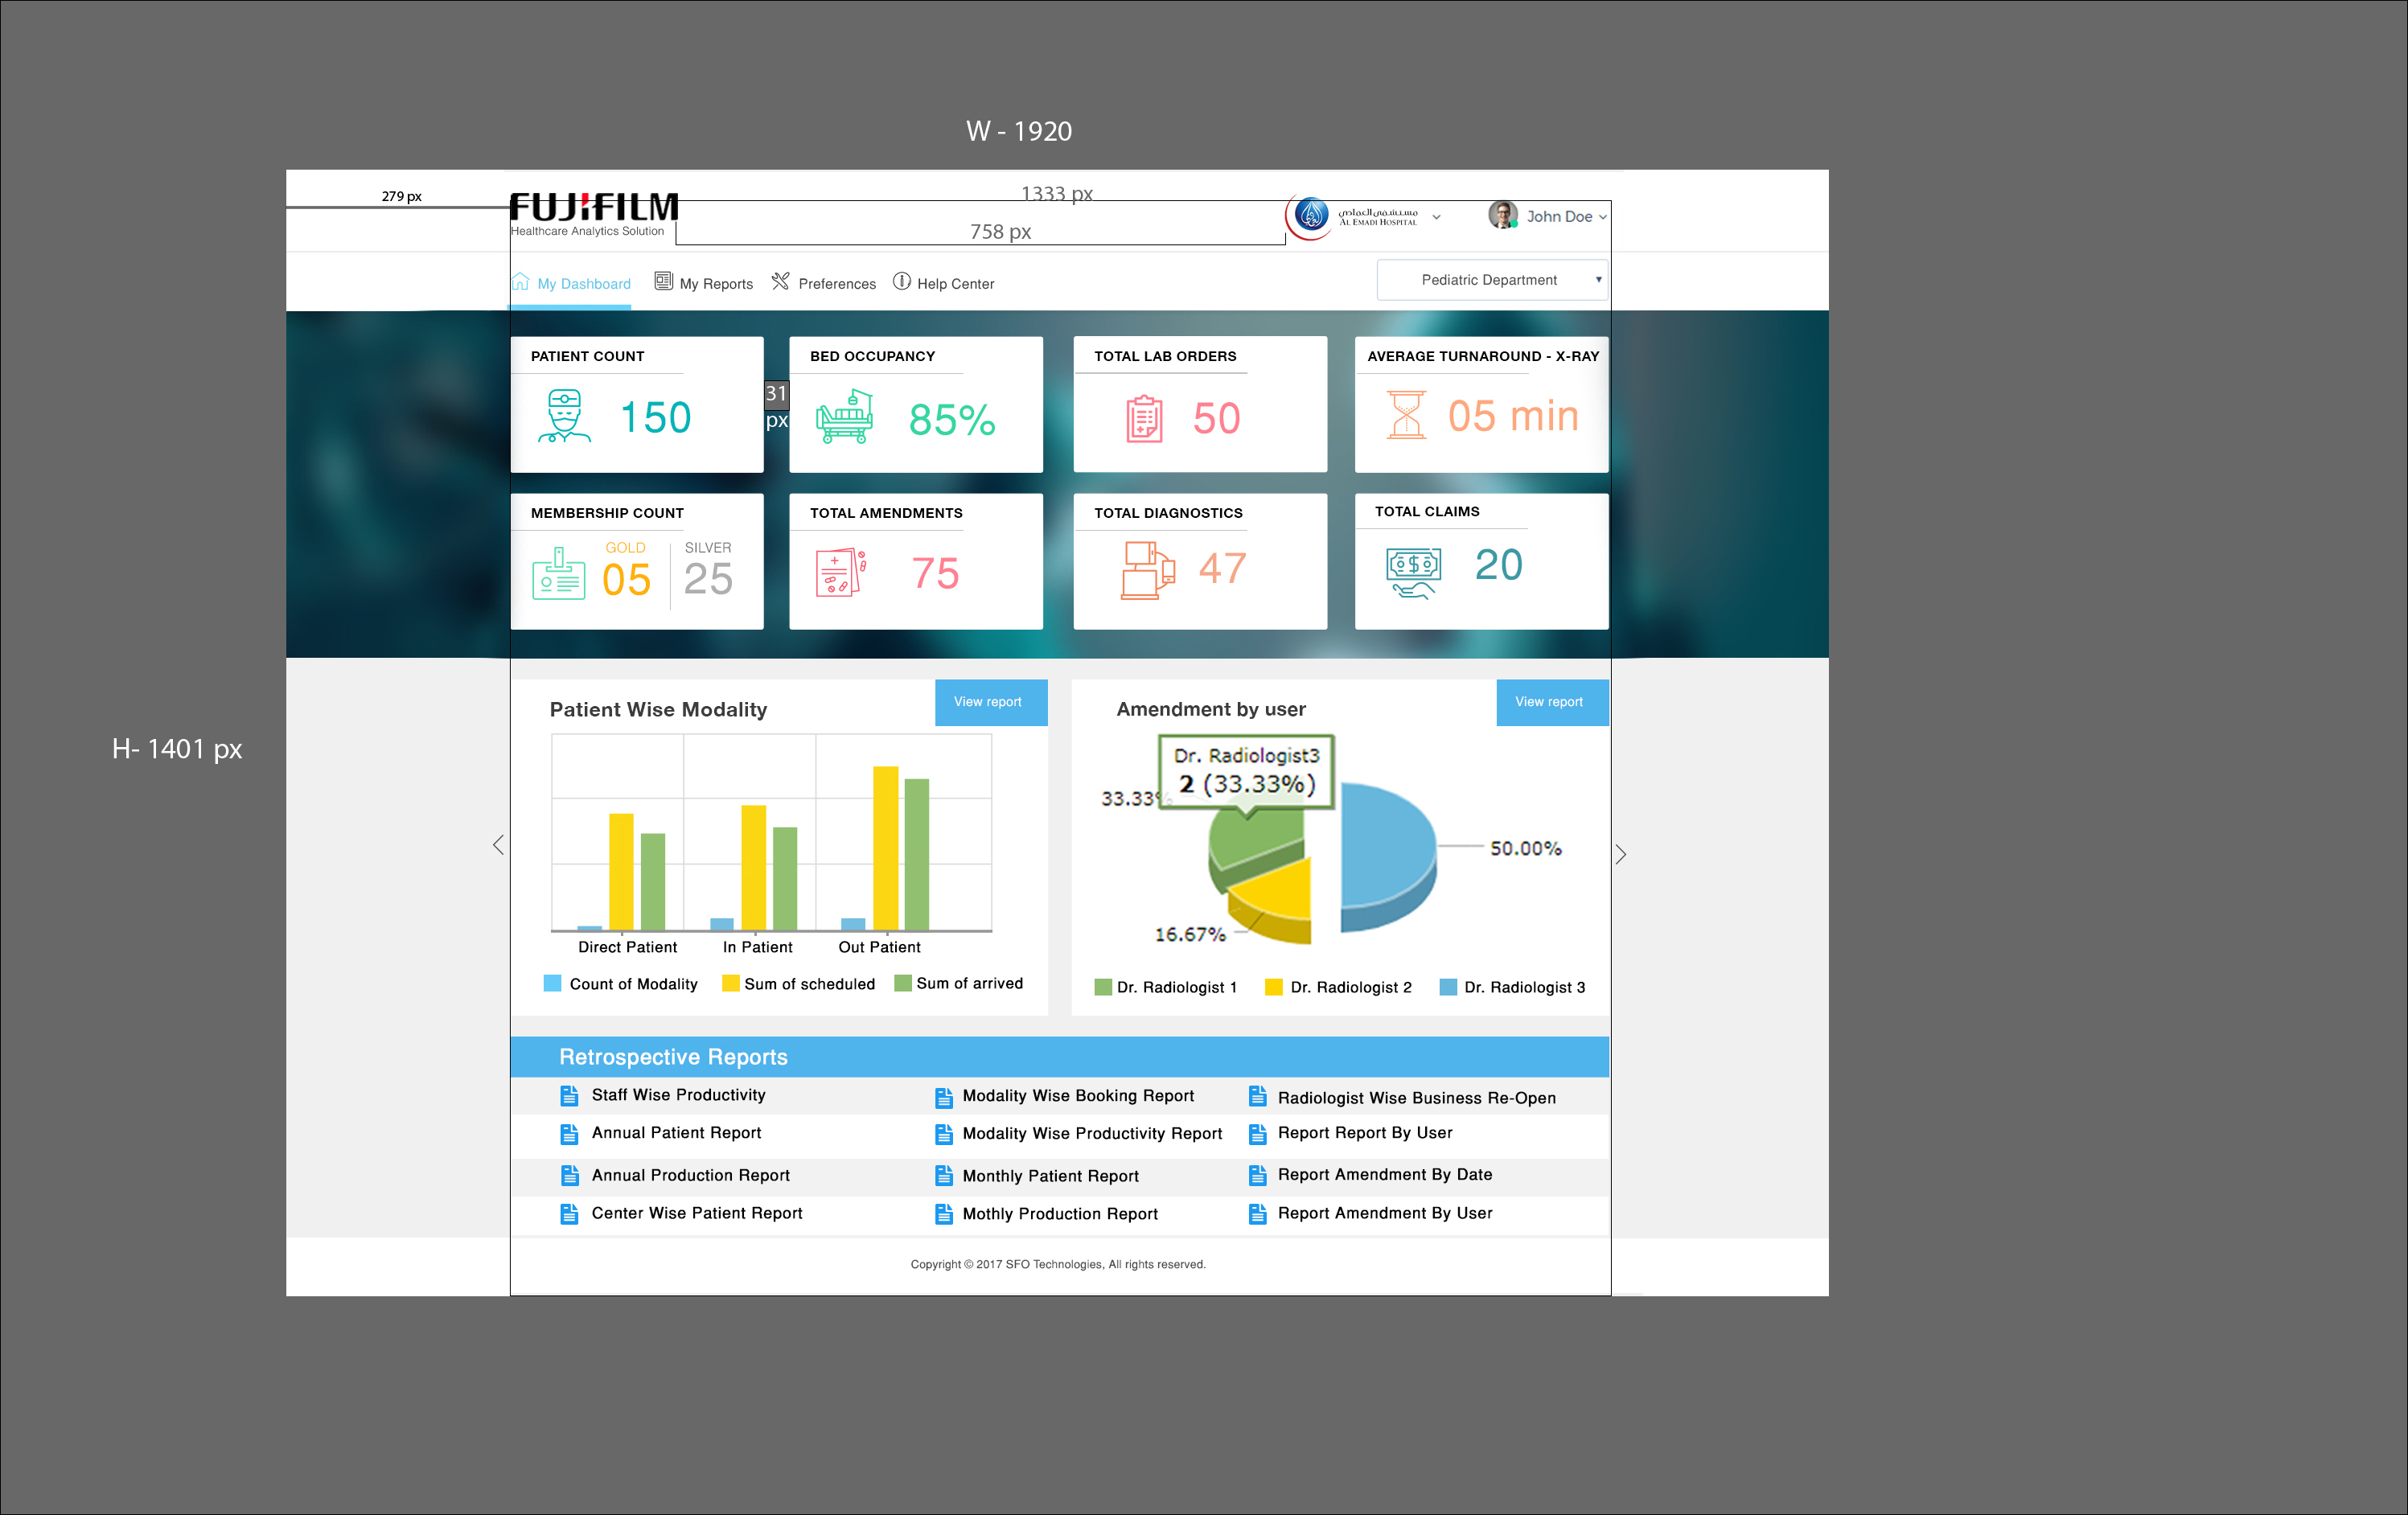 W - 1920
279 px
1333 px
FUJIFILM
Healthcare Analytics Solution
758 px
مستشفى العمادي
AL EMADI HOSPITAL
John Doe
My Dashboard
My Reports
Preferences
Help Center
Pediatric Department
PATIENT COUNT
BED OCCUPANCY
TOTAL LAB ORDERS
AVERAGE TURNAROUND - X-RAY
150
31
px
85%
50
05 min
MEMBERSHIP COUNT
TOTAL AMENDMENTS
TOTAL DIAGNOSTICS
TOTAL CLAIMS
GOLD
05
SILVER
25
75
47
20
H- 1401 px
Patient Wise Modality
View report
Direct Patient
In Patient
Out Patient
Count of Modality
Sum of scheduled
Sum of arrived
Amendment by user
View report
Dr. Radiologist3
2 (33.33%)
33.33%
50.00%
16.67%
Dr. Radiologist 1
Dr. Radiologist 2
Dr. Radiologist 3
Retrospective Reports
Staff Wise Productivity
Modality Wise Booking Report
Radiologist Wise Business Re-Open
Annual Patient Report
Modality Wise Productivity Report
Report Report By User
Annual Production Report
Monthly Patient Report
Report Amendment By Date
Center Wise Patient Report
Mothly Production Report
Report Amendment By User
Copyright © 2017 SFO Technologies, All rights reserved.